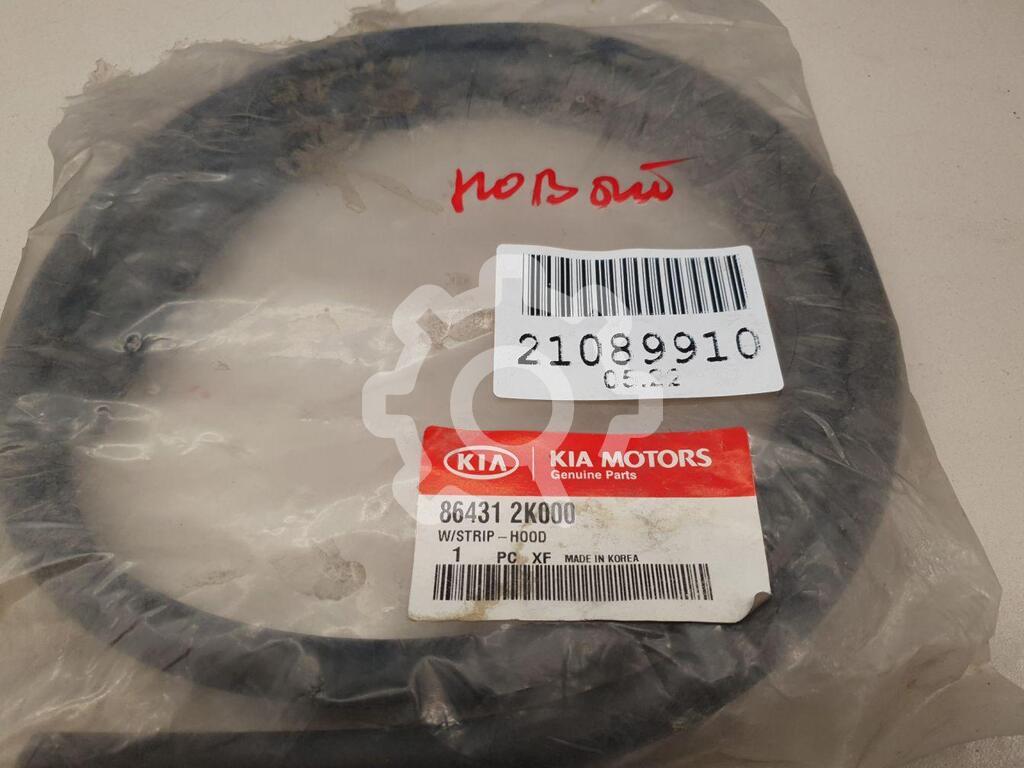 новый
21089910
05.22
KIA
KIA MOTORS
Genuine Parts
86431 2K000
W/STRIP-HOOD
1 PC XF MADE IN KOREA